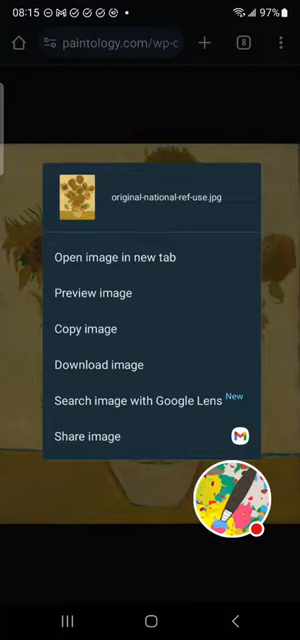 08:15
97%
paintology.com/wp-c
8
original-national-ref-use.jpg
Open image in new tab
Preview image
Copy image
Download image
Search image with Google Lens New
Share image